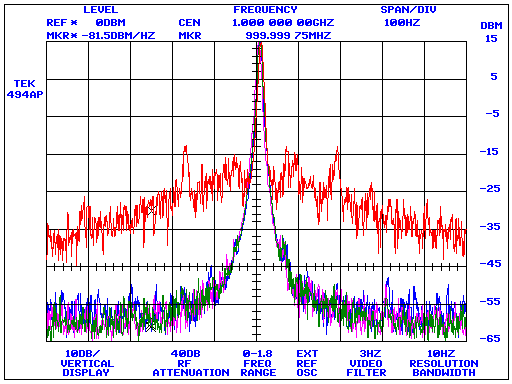 LEVEL FREQUENCY SPAN/DIV
REF* 0DBM CEN 1.000 000 00GHZ 100HZ
MKR* -81.5DBM/HZ MKR 999.999 75MHZ
DBM
15
TEK
494AP
5
-5
-15
-25
-35
-45
-55
-65
10DB/ 40DB 0-1.8 EXT 3HZ 10HZ
VERTICAL RF FREQ REF VIDEO RESOLUTION
DISPLAY ATTENUATION RANGE OSC FILTER BANDWIDTH